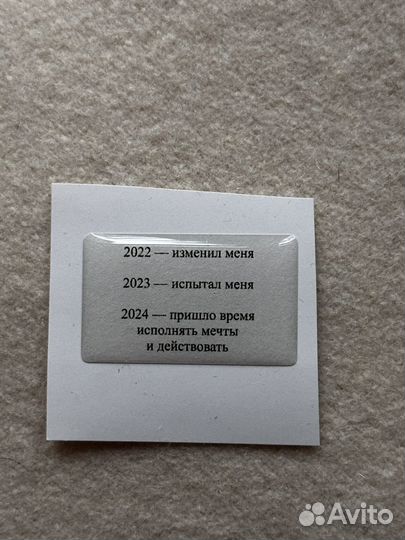 2022 — изменил меня
2023 — испытал меня
2024 — пришло время
исполнять мечты
и действовать
Avito